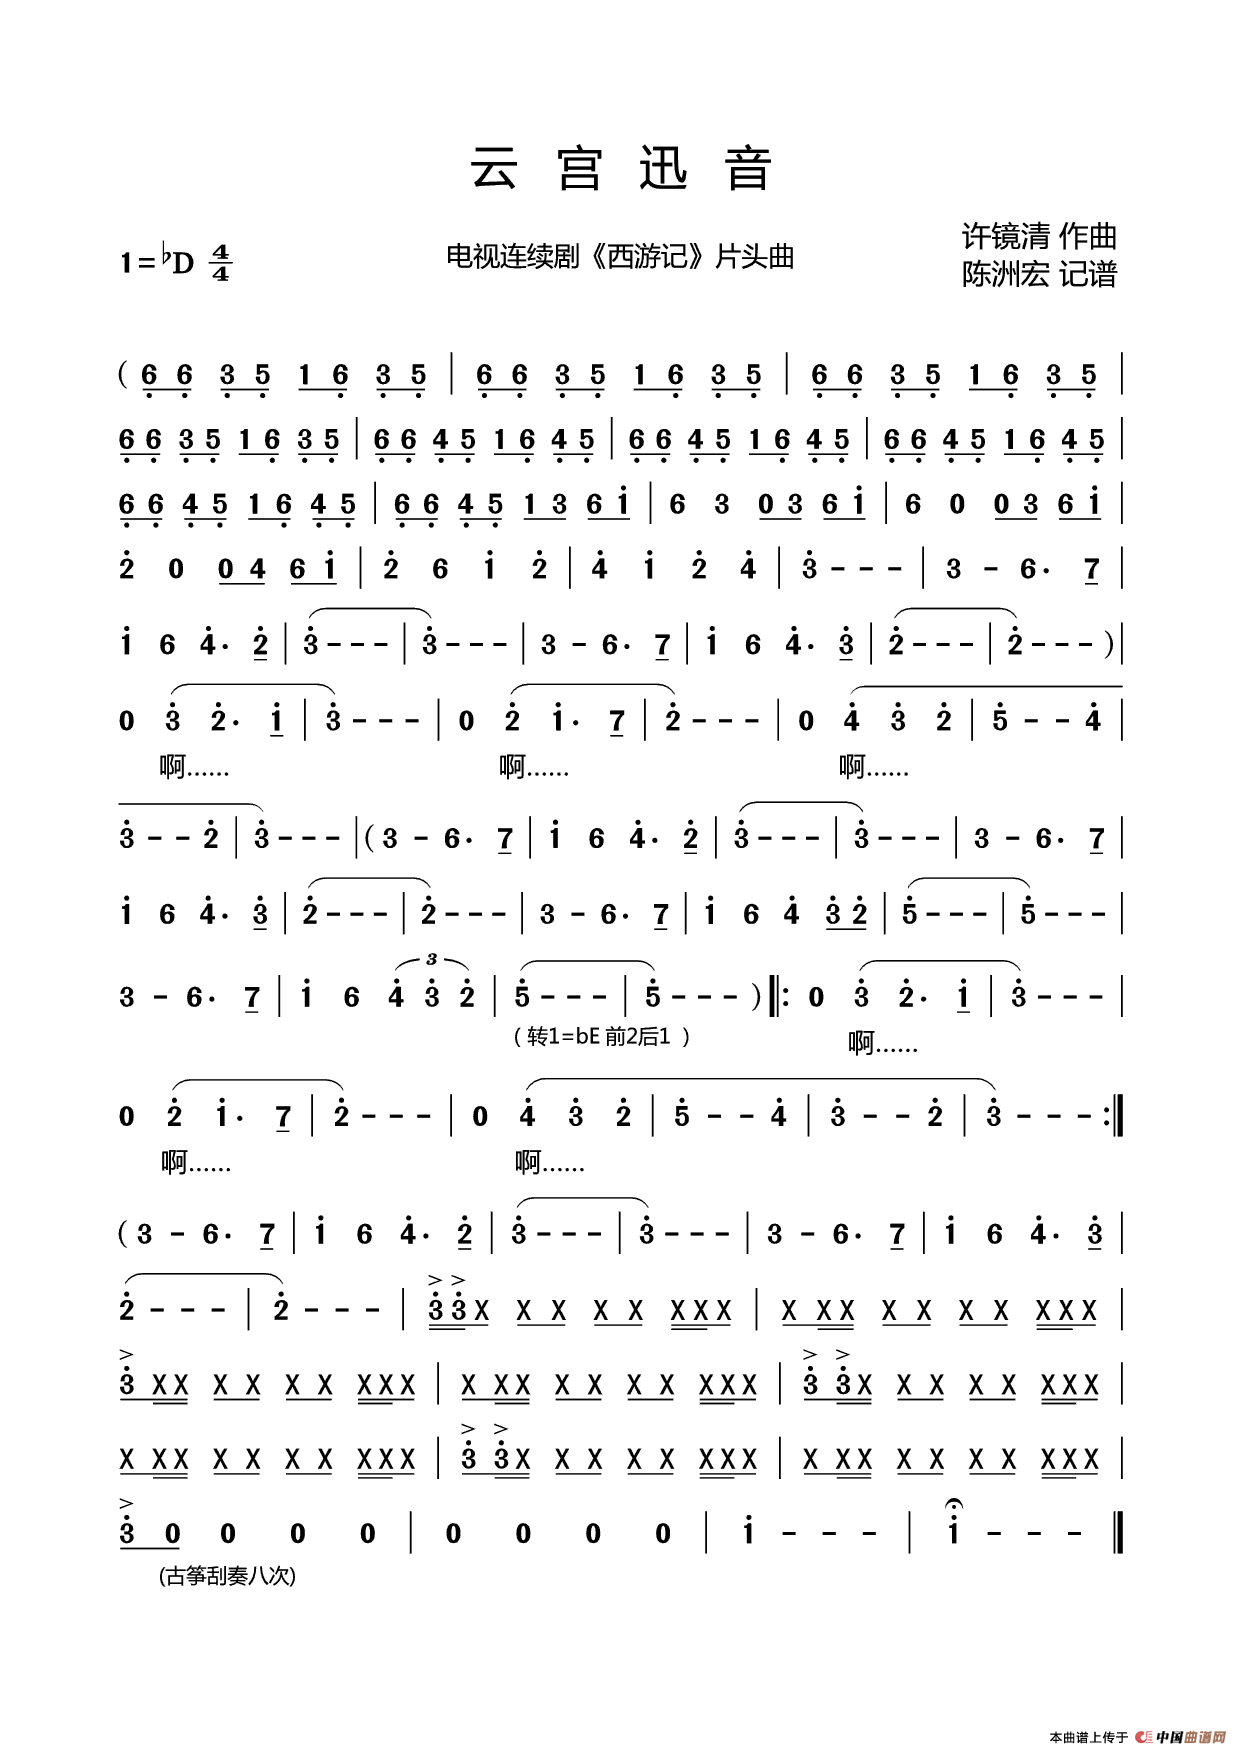 云宫迅音
1=♭D 4/4
电视连续剧《西游记》片头曲
许镜清 作曲
陈洲宏 记谱
( 6̣ 6̣ 3̣ 5̣ 1 6̣ 3̣ 5̣ | 6̣ 6̣ 3̣ 5̣ 1 6̣ 3̣ 5̣ | 6̣ 6̣ 3̣ 5̣ 1 6̣ 3̣ 5̣ |
6̣ 6̣ 3̣ 5̣ 1 6̣ 3̣ 5̣ | 6̣ 6̣ 4̣ 5̣ 1 6̣ 4̣ 5̣ | 6̣ 6̣ 4̣ 5̣ 1 6̣ 4̣ 5̣ | 6̣ 6̣ 4̣ 5̣ 1 6̣ 4̣ 5̣ |
6̣ 6̣ 4̣ 5̣ 1 6̣ 4̣ 5̣ | 6̣ 6̣ 4̣ 5̣ 1 3 6 1̇ | 6 3 0 3 6 1̇ | 6 0 0 3 6 1̇ |
2̇ 0 0 4 6 1̇ | 2̇ 6 1̇ 2̇ | 4̇ 1̇ 2̇ 4̇ | 3̇ - - - | 3 - 6· 7 |
1̇ 6 4̇· 2̇ | 3̇ - - - | 3̇ - - - | 3 - 6· 7 | 1̇ 6 4̇· 3̇ | 2̇ - - - | 2̇ - - - ) |
0 3̇ 2̇· 1̇ | 3̇ - - - | 0 2̇ 1̇· 7 | 2̇ - - - | 0 4̇ 3̇ 2̇ | 5̇ - - 4̇ |
啊…… 啊…… 啊……
3̇ - - 2̇ | 3̇ - - - | ( 3 - 6· 7 | 1̇ 6 4̇· 2̇ | 3̇ - - - | 3̇ - - - | 3 - 6· 7 |
1̇ 6 4̇· 3̇ | 2̇ - - - | 2̇ - - - | 3 - 6· 7 | 1̇ 6 4̇ 3̇ 2̇ | 5̇ - - - | 5̇ - - - |
3
3 - 6· 7 | 1̇ 6 4̇ 3̇ 2̇ | 5̇ - - - | 5̇ - - - ) ‖: 0 3̇ 2̇· 1̇ | 3̇ - - - |
(转1=bE 前2后1 ) 啊……
0 2̇ 1̇· 7 | 2̇ - - - | 0 4̇ 3̇ 2̇ | 5̇ - - 4̇ | 3̇ - - 2̇ | 3̇ - - - :‖
啊…… 啊……
( 3 - 6· 7 | 1̇ 6 4̇· 2̇ | 3̇ - - - | 3̇ - - - | 3 - 6· 7 | 1̇ 6 4̇· 3̇ |
> >
2̇ - - - | 2̇ - - - | 3̇ 3̇ X X X X X X X X | X X X X X X X X X X |
> > >
3̇ X X X X X X X X X | X X X X X X X X X X | 3̇ 3̇ X X X X X X X X |
> >
X X X X X X X X X X | 3̇ 3̇ X X X X X X X X | X X X X X X X X X X |
>
3̇ 0 0 0 0 | 0 0 0 0 | 1̇ - - - | 1̇ - - - ‖
(古筝刮奏八次)
本曲谱上传于 中国曲谱网